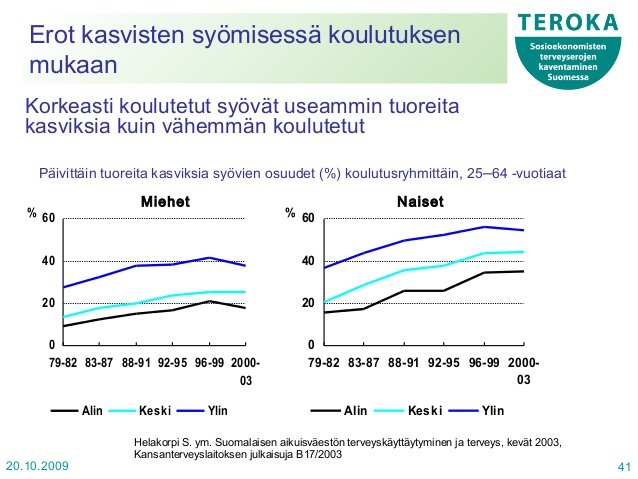 Erot kasvisten syömisessä koulutuksen
mukaan
TEROKA
Sosioekonomisten
terveyserojen
kaventaminen
Suomessa
Korkeasti koulutetut syövät useammin tuoreita
kasviksia kuin vähemmän koulutetut
Päivittäin tuoreita kasviksia syövien osuudet (%) koulutusryhmittäin, 25–64 -vuotiaat
Miehet
%
60
40
20
0
79-82 83-87 88-91 92-95 96-99 2000-
03
Alin Keski Ylin
Naiset
%
60
40
20
0
79-82 83-87 88-91 92-95 96-99 2000-
03
Alin Keski Ylin
Helakorpi S. ym. Suomalaisen aikuisväestön terveyskäyttäytyminen ja terveys, kevät 2003,
Kansanterveyslaitoksen julkaisuja B17/2003
20.10.2009
41